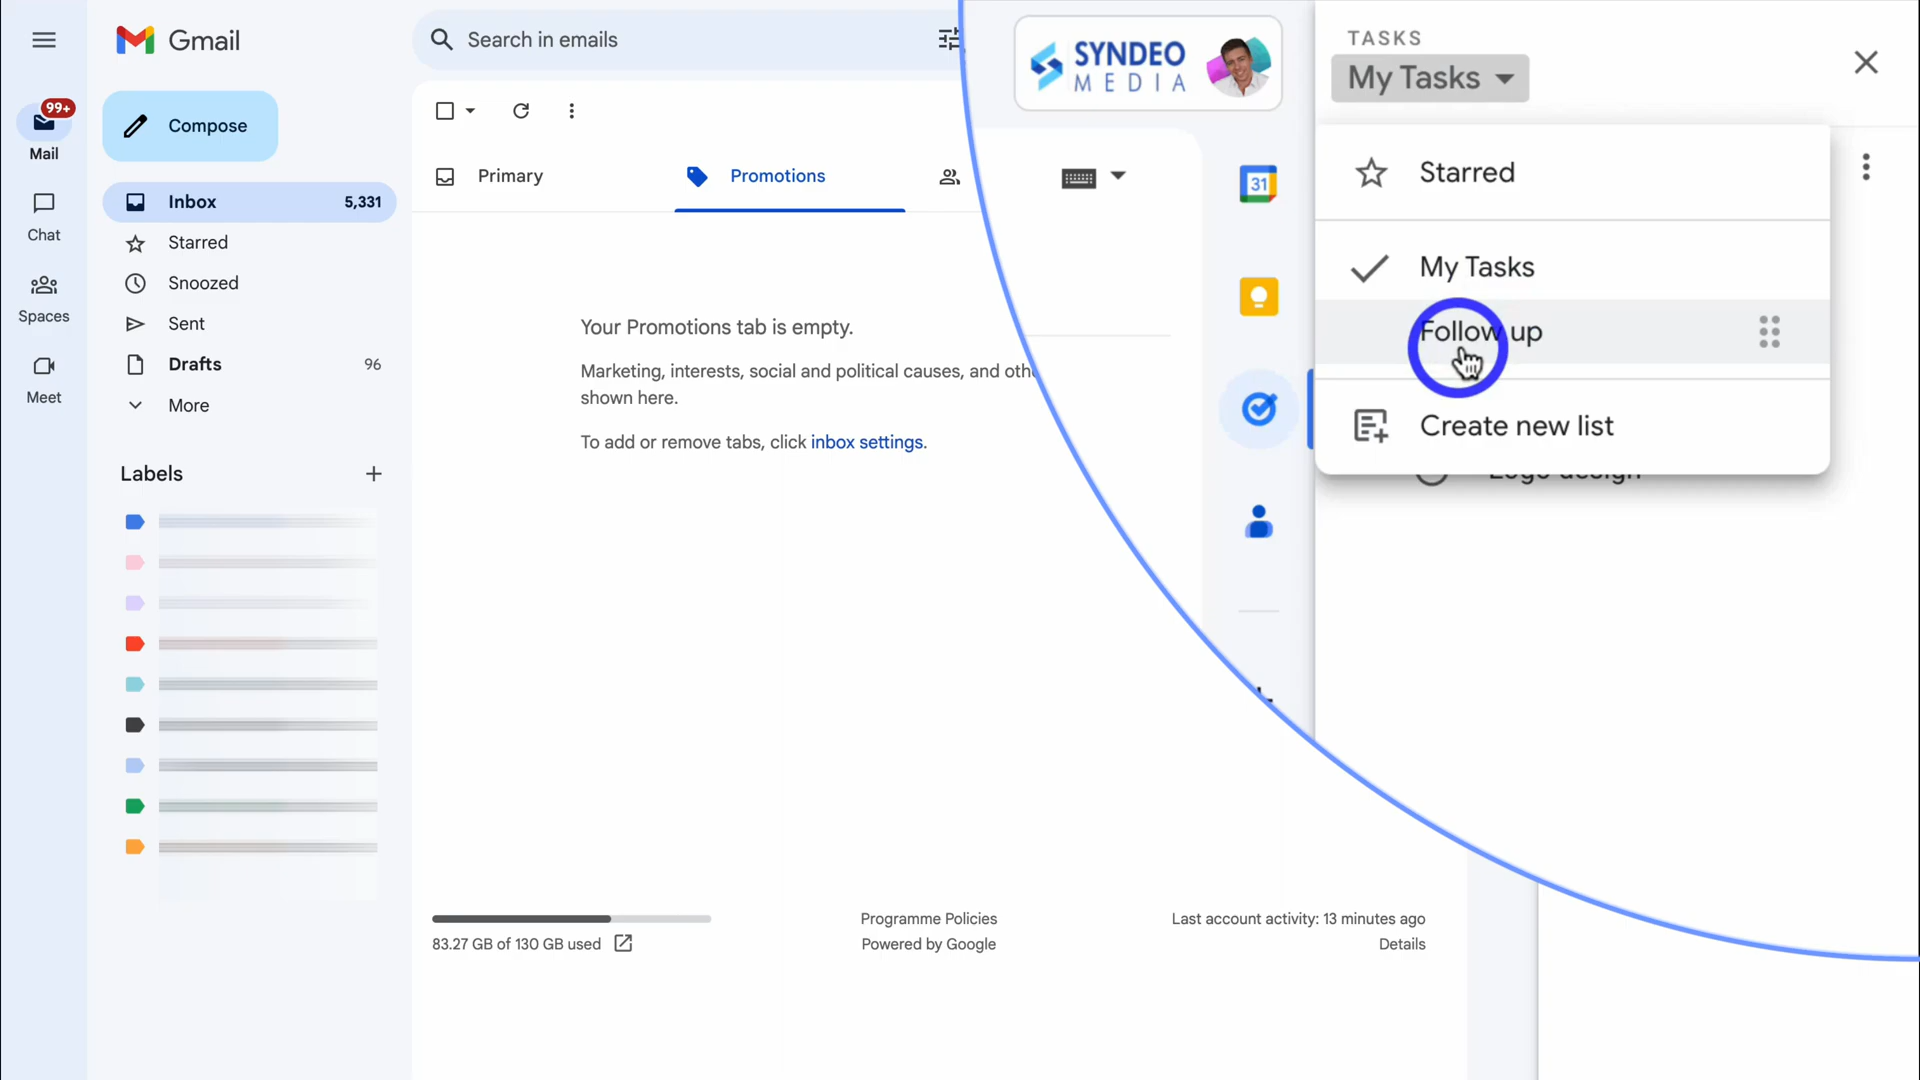 Gmail
Search in emails
SYNDEO
MEDIA
TASKS
My Tasks
99+
Mail
Chat
Spaces
Meet
Compose
Inbox 5,331
Starred
Snoozed
Sent
Drafts 96
More
Labels
Primary
Promotions
Your Promotions tab is empty.
Marketing, interests, social and political causes, and
shown here.
To add or remove tabs, click inbox settings.
31
Starred
My Tasks
Follow up
Create new list
Logo design
83.27 GB of 130 GB used
Programme Policies
Powered by Google
Last account activity: 13 minutes ago
Details